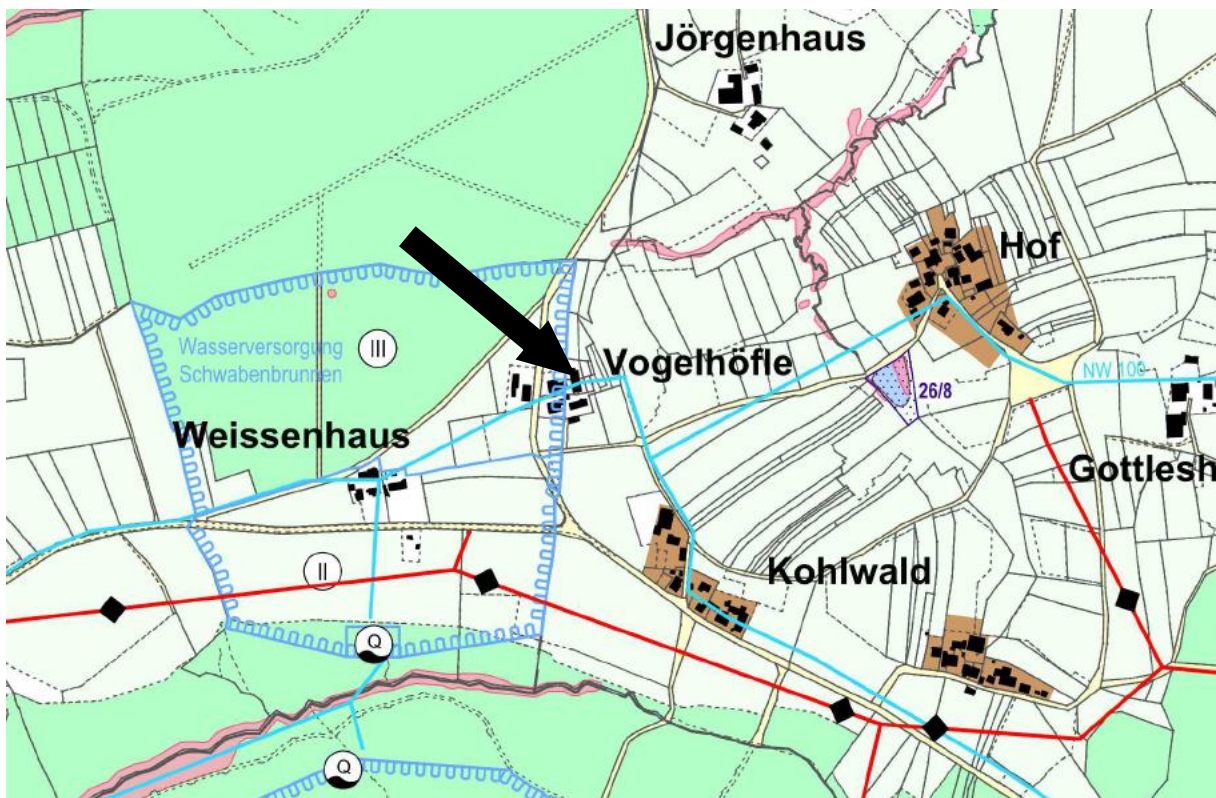 Jörgenhaus
Hof
Wasserversorgung
Schwabenbrunnen
III
Vogelhöfle
NW 100
26/8
Weissenhaus
Gottlesh
II
Kohlwald
Q
Q